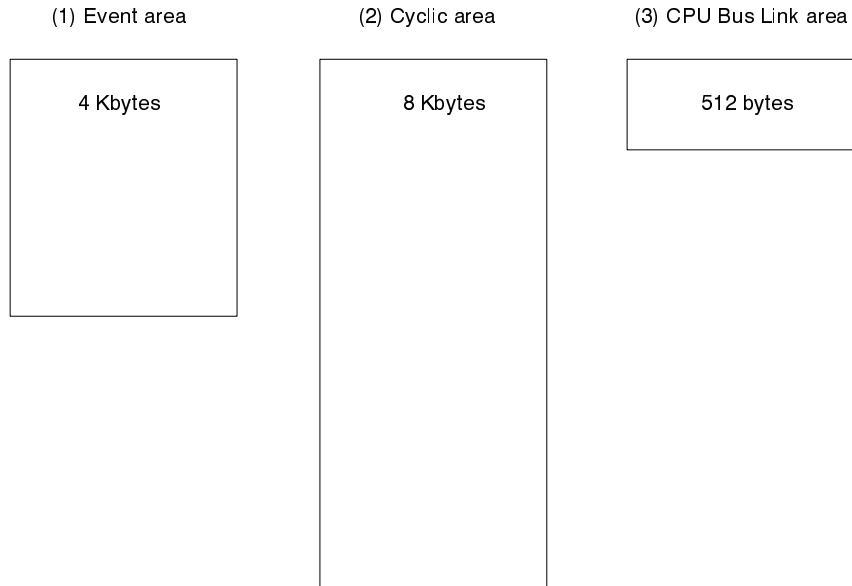 (1) Event area
(2) Cyclic area
(3) CPU Bus Link area
4 Kbytes
8 Kbytes
512 bytes